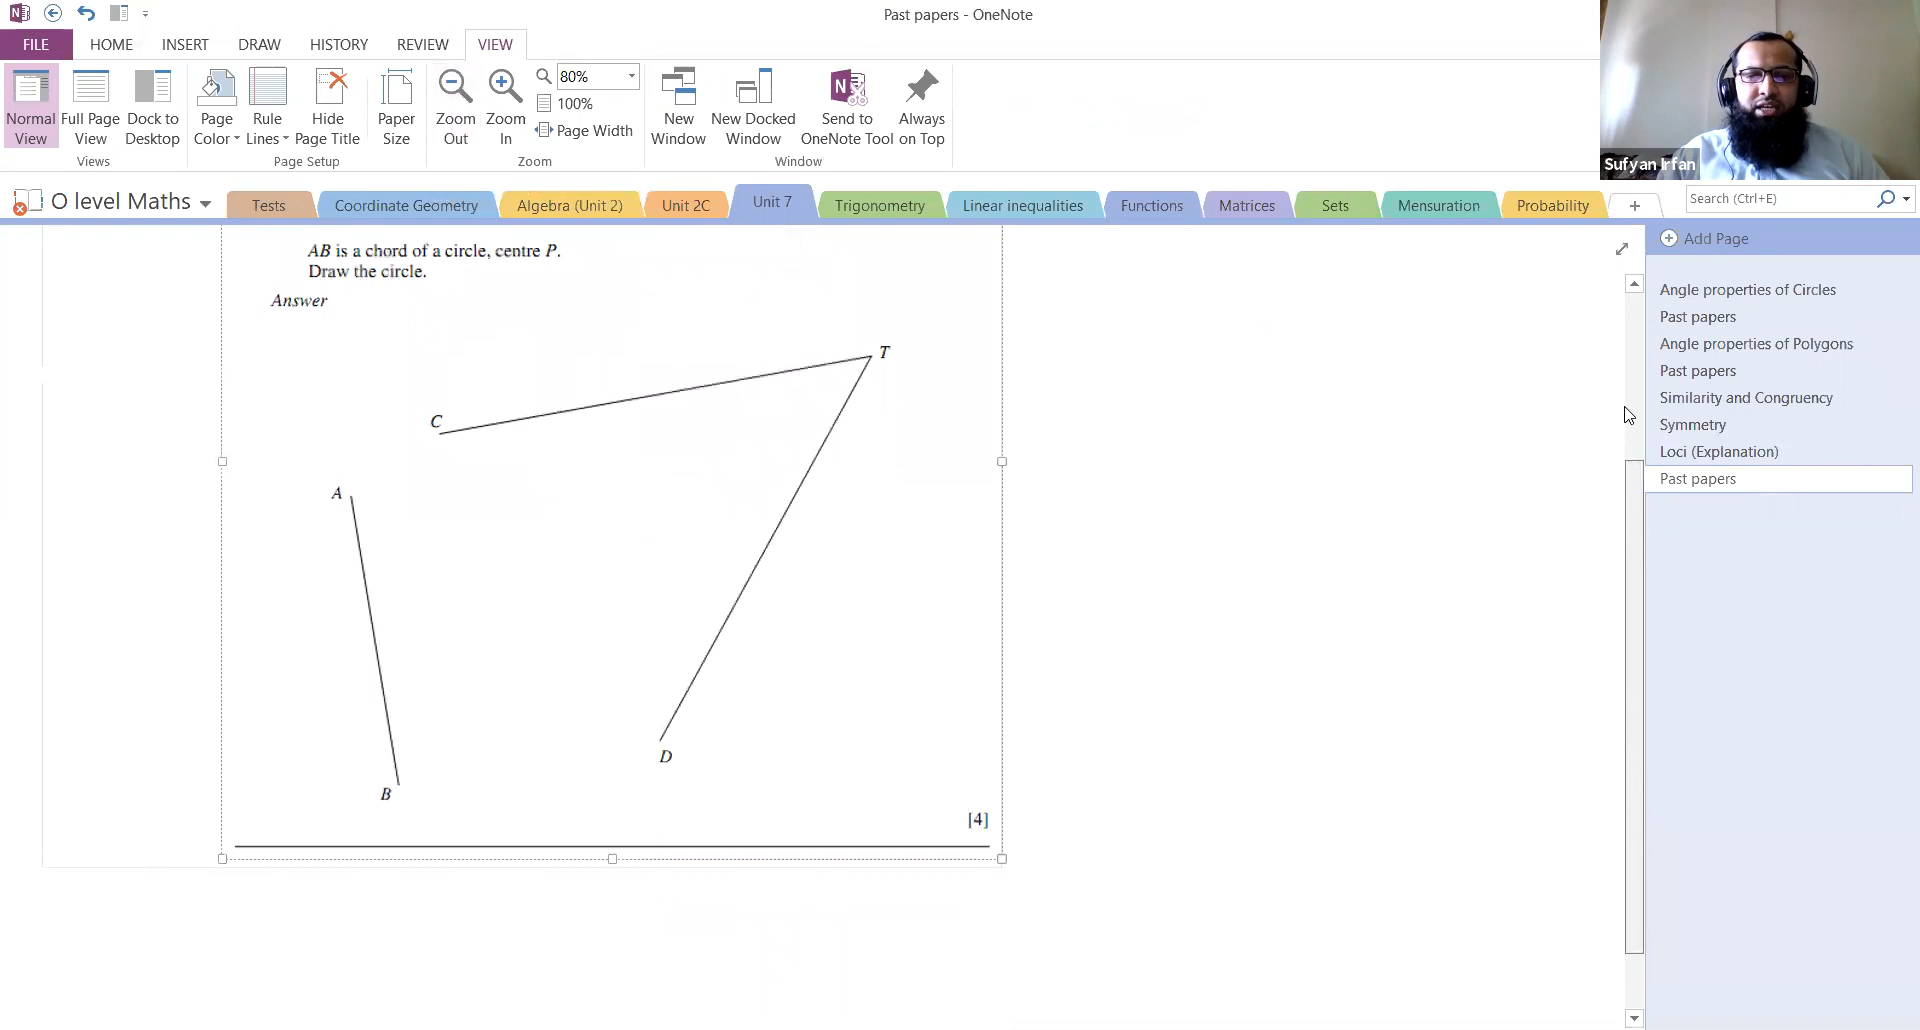 Past papers - OneNote
FILE HOME INSERT DRAW HISTORY REVIEW VIEW
Normal View
Full Page View
Dock to Desktop
Page Color
Rule Lines
Hide Page Title
Paper Size
Zoom Out
Zoom In
80%
100%
Page Width
New Window
New Docked Window
Send to OneNote Tool
Always on Top
Views
Page Setup
Zoom
Window
Sufyan Irfan
O level Maths
Tests
Coordinate Geometry
Algebra (Unit 2)
Unit 2C
Unit 7
Trigonometry
Linear inequalities
Functions
Matrices
Sets
Mensuration
Probability
+
Search (Ctrl+E)
Add Page
Angle properties of Circles
Past papers
Angle properties of Polygons
Past papers
Similarity and Congruency
Symmetry
Loci (Explanation)
Past papers
AB is a chord of a circle, centre P.
Draw the circle.
Answer
T
C
A
D
B
[4]